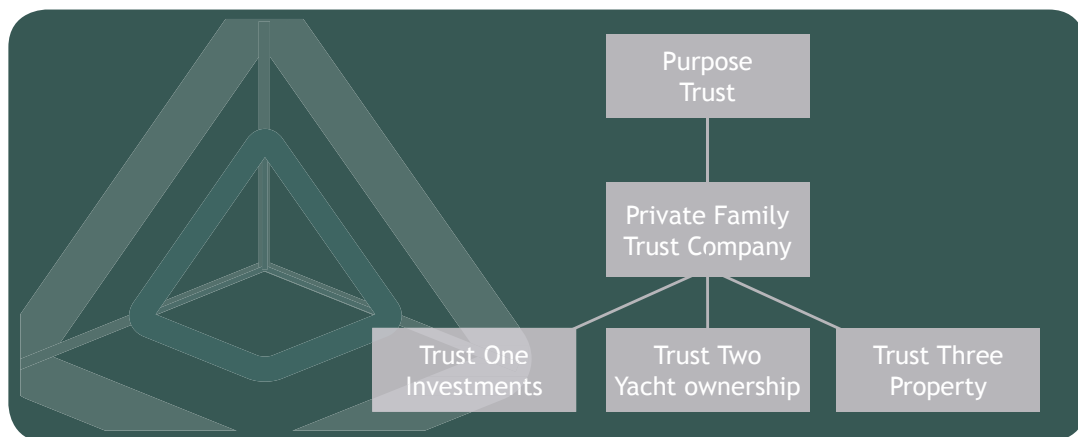 Purpose
Trust
Private Family
Trust Company
Trust One
Investments
Trust Two
Yacht ownership
Trust Three
Property